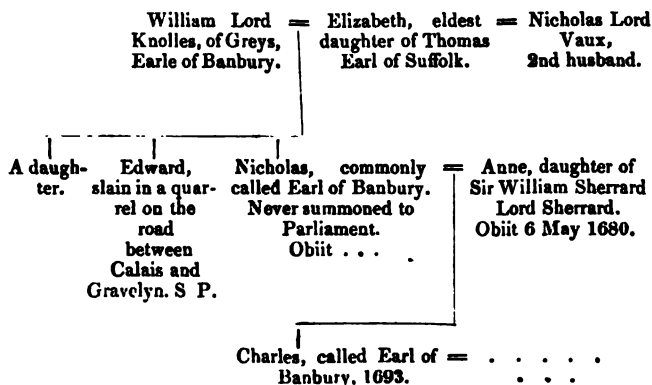 William Lord = Elizabeth, eldest = Nicholas Lord
Knolles, of Greys, daughter of Thomas Vaux,
Earle of Banbury. Earl of Suffolk. 2nd husband.
A daugh-
ter.
Edward,
slain in a quar-
rel on the
road
between
Calais and
Gravelyn. S P.
Nicholas, commonly =
called Earl of Banbury.
Never summoned to
Parliament.
Obiit . . .
Anne, daughter of
Sir William Sherrard
Lord Sherrard.
Obiit 6 May 1680.
Charles, called Earl of = . . . . .
Banbury, 1693. . . . .